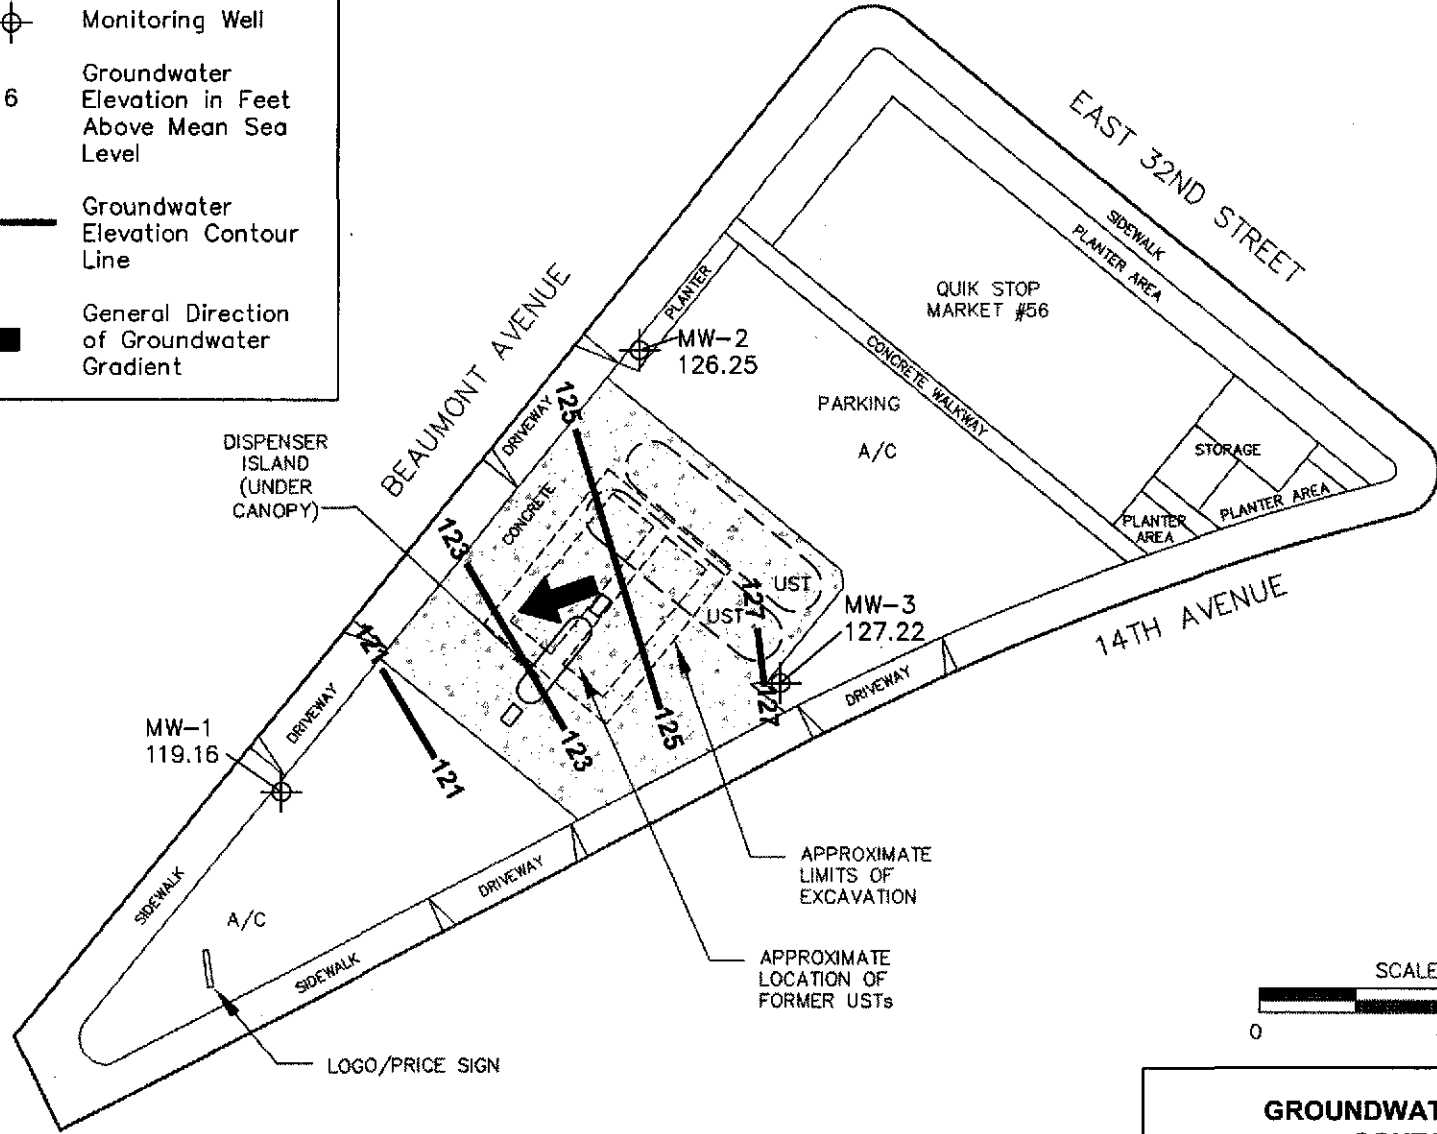 Monitoring Well
6
Groundwater
Elevation in Feet
Above Mean Sea
Level
Groundwater
Elevation Contour
Line
General Direction
of Groundwater
Gradient
EAST 32ND STREET
SIDEWALK
PLANTER AREA
QUIK STOP
MARKET #56
PLANTER
BEAUMONT AVENUE
MW-2
126.25
CONCRETE WALKWAY
PARKING
A/C
STORAGE
PLANTER AREA
PLANTER
AREA
14TH AVENUE
DRIVEWAY
DISPENSER
ISLAND
(UNDER
CANOPY)
CONCRETE
125
123
127
121
UST
UST
MW-3
127.22
DRIVEWAY
127
125
123
121
DRIVEWAY
MW-1
119.16
SIDEWALK
A/C
DRIVEWAY
SIDEWALK
APPROXIMATE
LIMITS OF
EXCAVATION
APPROXIMATE
LOCATION OF
FORMER USTs
LOGO/PRICE SIGN
SCALE
0
GROUNDWAT